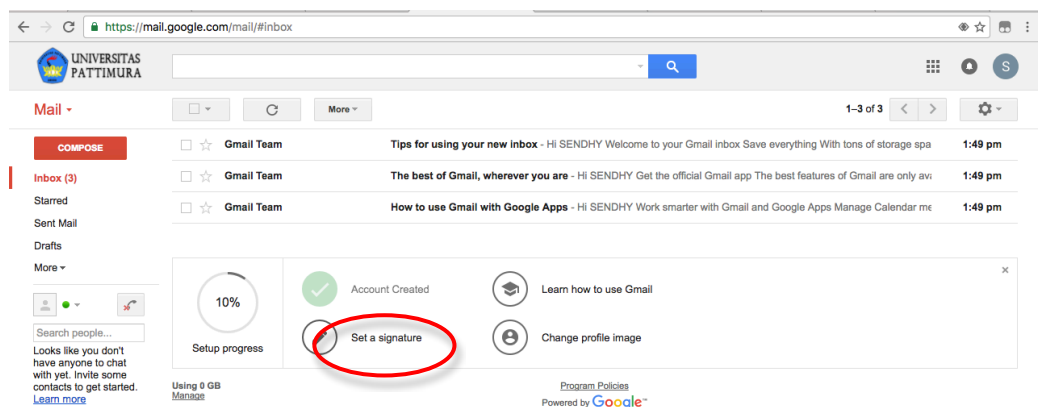 https://mail.google.com/mail/#inbox
UNIVERSITAS
PATTIMURA
S
Mail
More
1–3 of 3
COMPOSE
Inbox (3)
Starred
Sent Mail
Drafts
More
Gmail Team Tips for using your new inbox - Hi SENDHY Welcome to your Gmail inbox Save everything With tons of storage spa 1:49 pm
Gmail Team The best of Gmail, wherever you are - Hi SENDHY Get the official Gmail app The best features of Gmail are only ava 1:49 pm
Gmail Team How to use Gmail with Google Apps - Hi SENDHY Work smarter with Gmail and Google Apps Manage Calendar me 1:49 pm
10%
Setup progress
Account Created
Learn how to use Gmail
Set a signature
Change profile image
Search people...
Looks like you don't
have anyone to chat
with yet. Invite some
contacts to get started.
Learn more
Using 0 GB
Manage
Program Policies
Powered by Google™